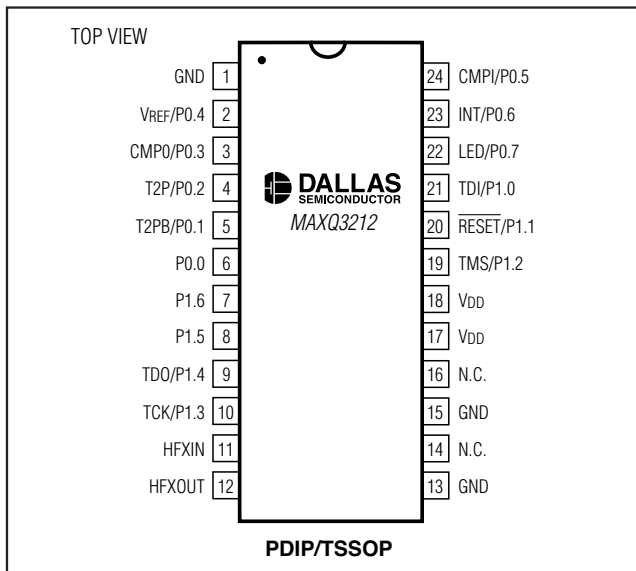 TOP VIEW
GND 1
VREF/P0.4 2
CMP0/P0.3 3
T2P/P0.2 4
T2PB/P0.1 5
P0.0 6
P1.6 7
P1.5 8
TDO/P1.4 9
TCK/P1.3 10
HFXIN 11
HFXOUT 12
DALLAS
SEMICONDUCTOR
MAXQ3212
24 CMPI/P0.5
23 INT/P0.6
22 LED/P0.7
21 TDI/P1.0
20 RESET/P1.1
19 TMS/P1.2
18 VDD
17 VDD
16 N.C.
15 GND
14 N.C.
13 GND
PDIP/TSSOP